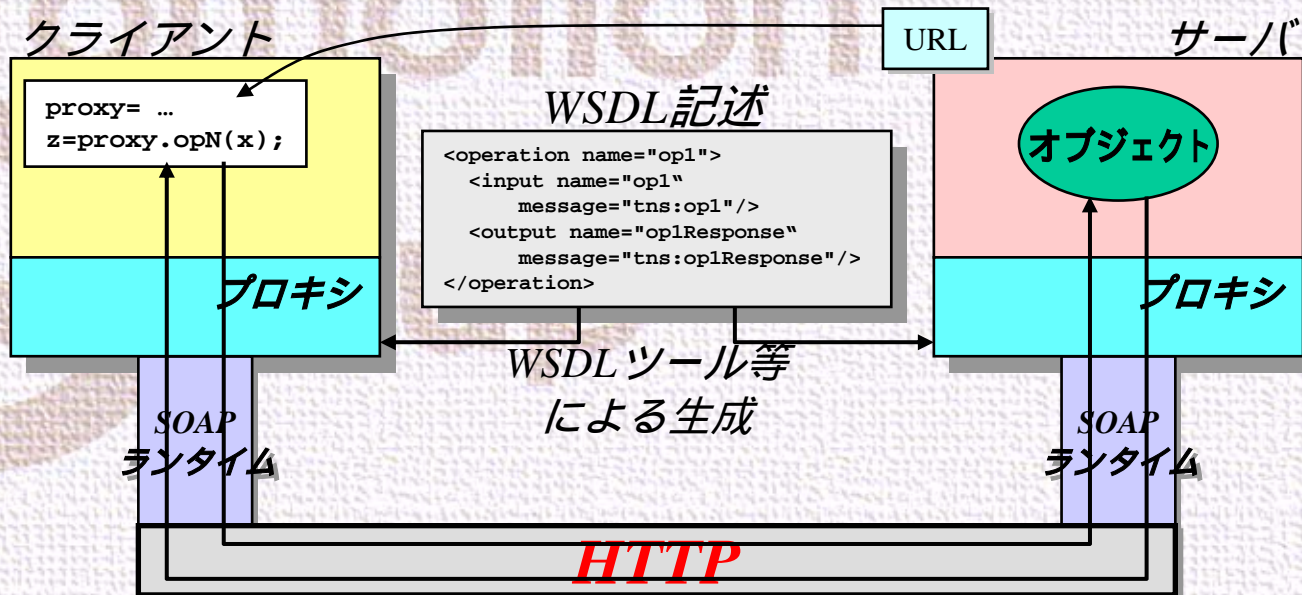 クライアント
URL
サーバ
proxy= …
z=proxy.opN(x);
WSDL記述
<operation name="op1">
<input name="op1“
message="tns:op1"/>
<output name="op1Response“
message="tns:op1Response"/>
</operation>
オブジェクト
プロキシ
プロキシ
WSDLツール等
による生成
SOAP
ランタイム
SOAP
ランタイム
HTTP